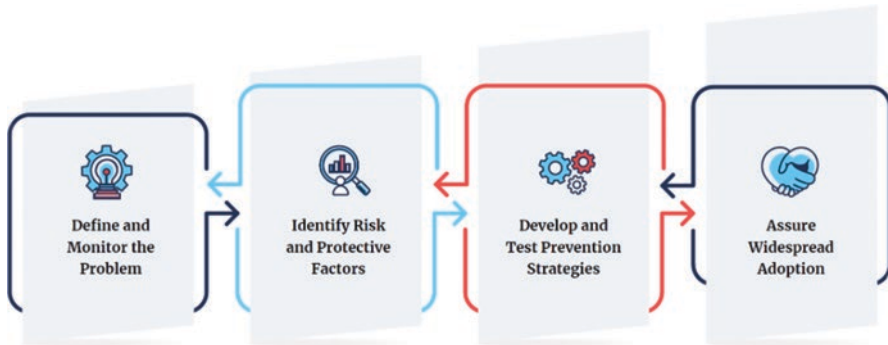 Define and
Monitor the
Problem
Identify Risk
and Protective
Factors
Develop and
Test Prevention
Strategies
Assure
Widespread
Adoption